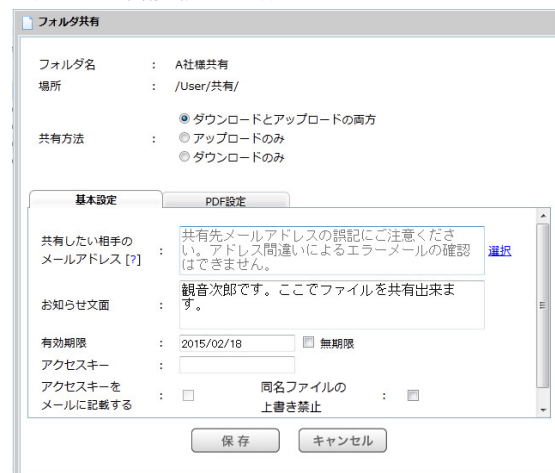 フォルダ共有
フォルダ名 : A社様共有
場所 : /User/共有/
ダウンロードとアップロードの両方
共有方法 : アップロードのみ
ダウンロードのみ
基本設定 PDF設定
共有したい相手の
メールアドレス [?] :
共有先メールアドレスの誤記にご注意くださ
い。アドレス間違いによるエラーメールの確認
はできません。
選択
お知らせ文面 :
観音次郎です。ここでファイルを共有出来ま
す。
有効期限 : 2015/02/18 無期限
アクセスキー :
アクセスキーを
メールに記載する :
同名ファイルの
上書き禁止 :
保存 キャンセル